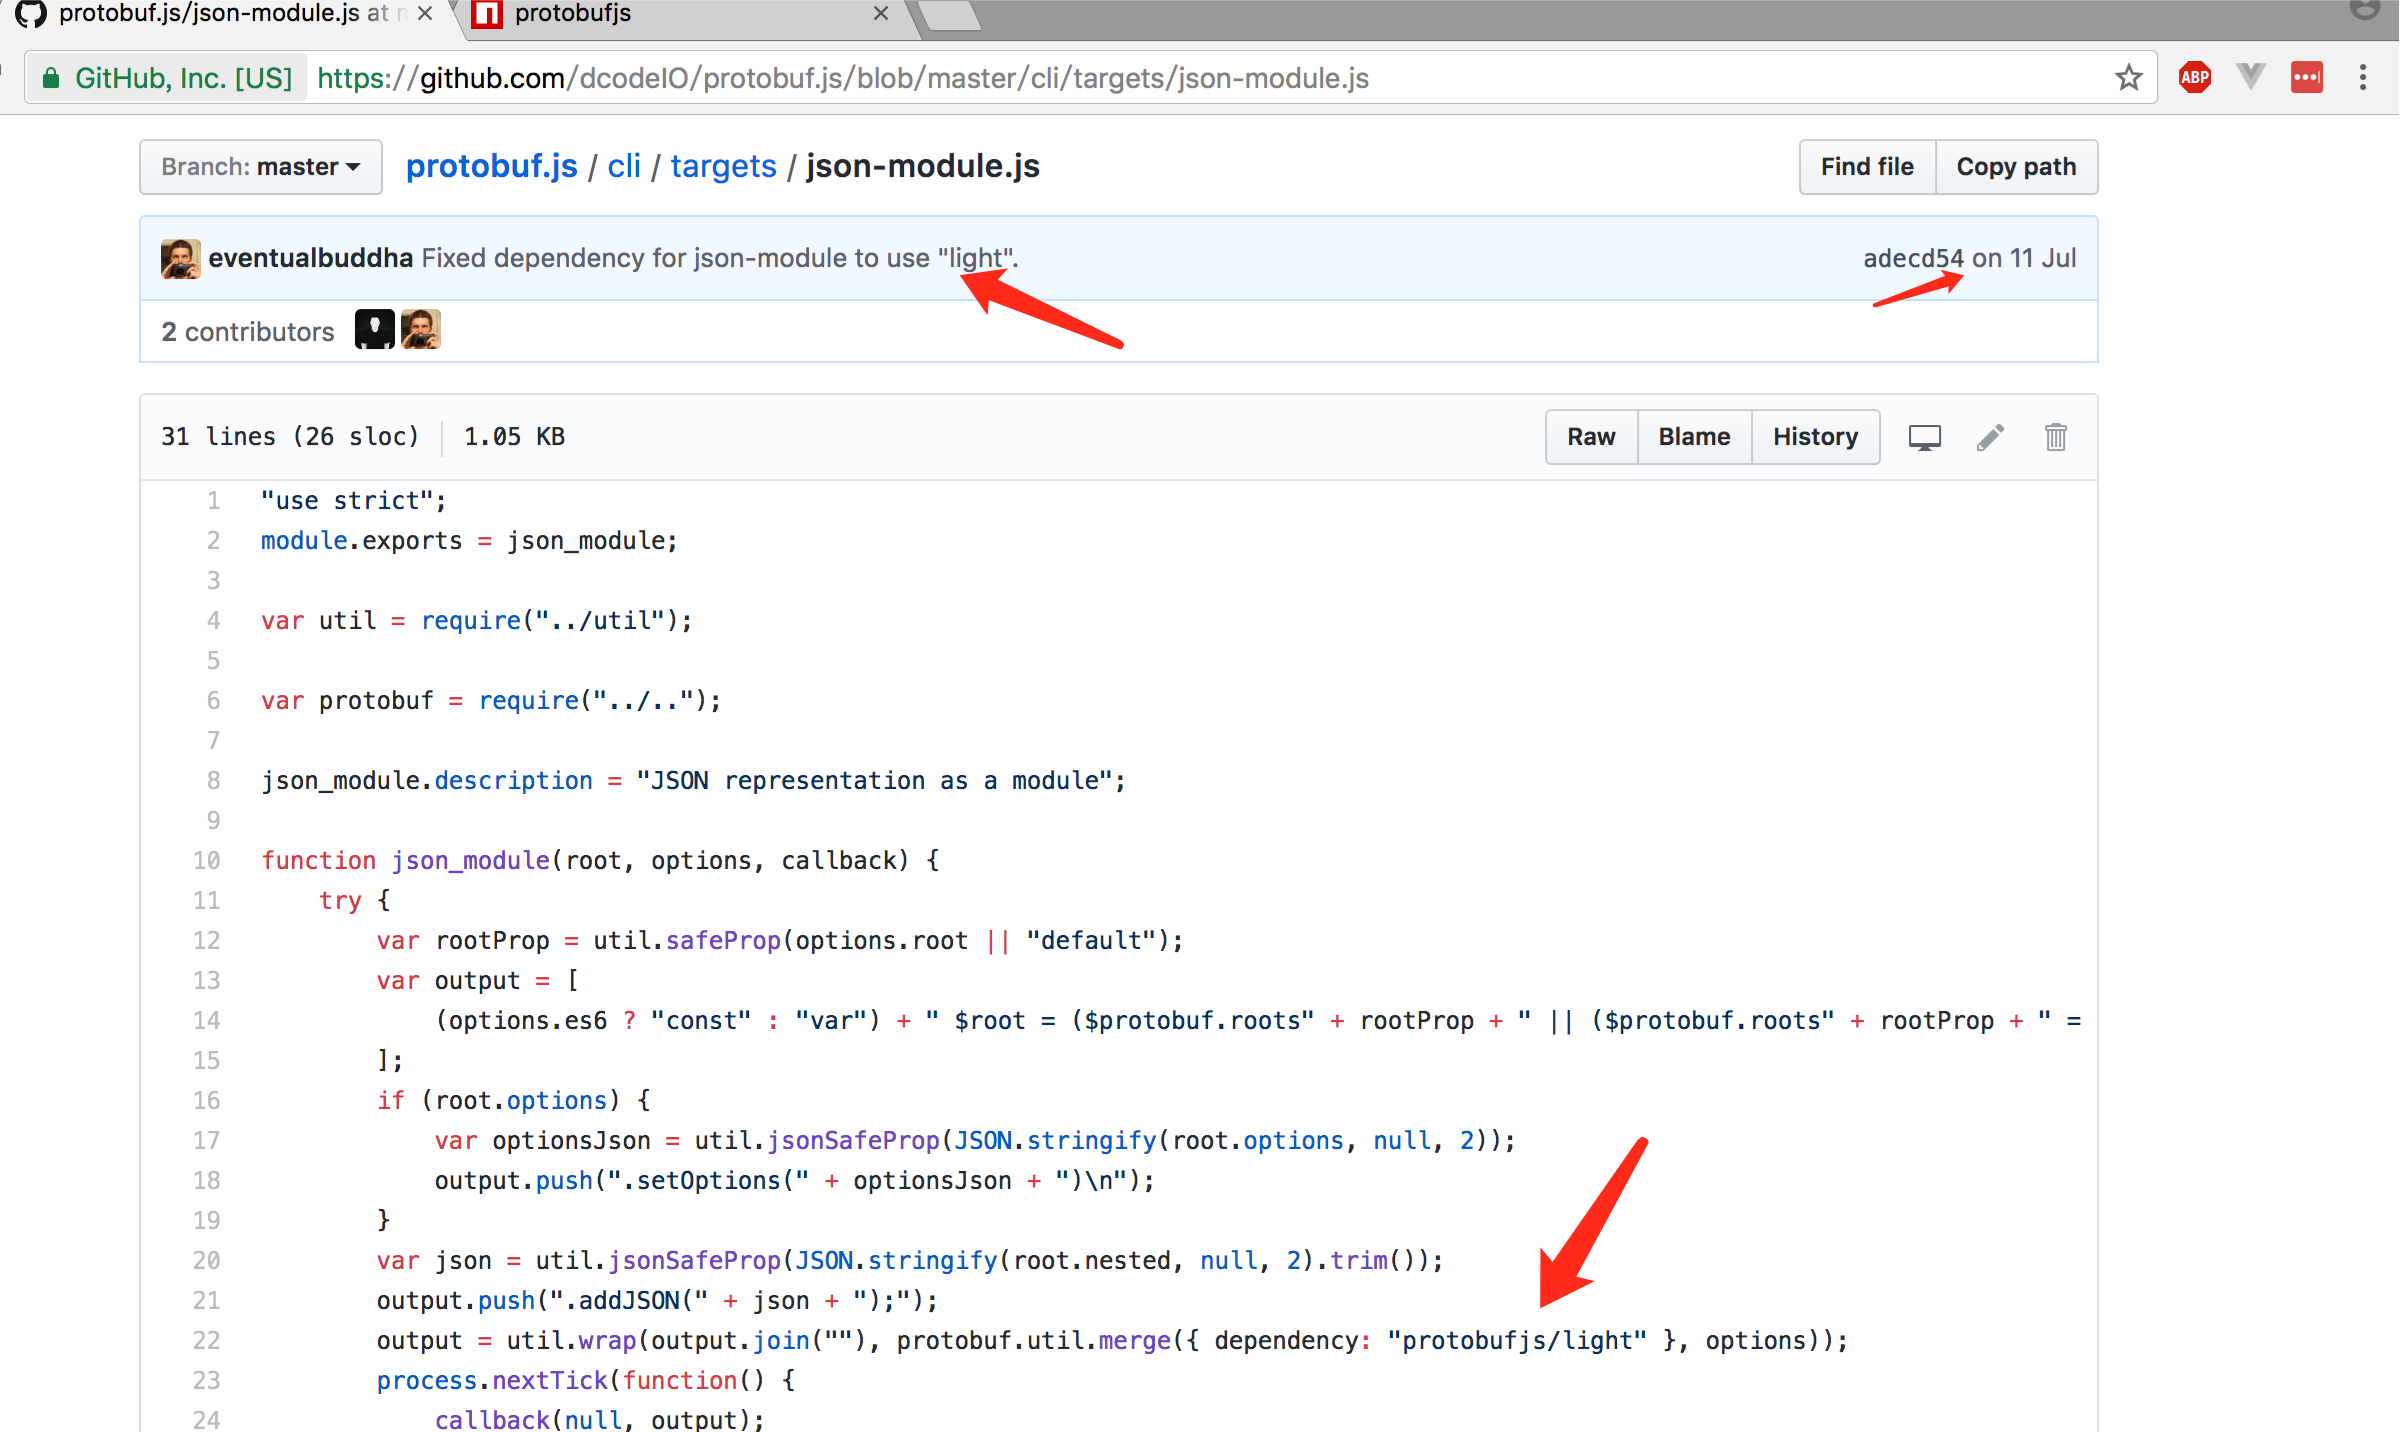 protobuf.js/json-module.js at
protobufjs
GitHub, Inc. [US] https://github.com/dcodeIO/protobuf.js/blob/master/cli/targets/json-module.js
ABP
Branch: master protobuf.js / cli / targets / json-module.js Find file Copy path
eventualbuddha Fixed dependency for json-module to use "light". adecd54 on 11 Jul
2 contributors
31 lines (26 sloc) 1.05 KB Raw Blame History
1 "use strict";
2 module.exports = json_module;
3
4 var util = require("../util");
5
6 var protobuf = require("../..");
7
8 json_module.description = "JSON representation as a module";
9
10 function json_module(root, options, callback) {
11     try {
12         var rootProp = util.safeProp(options.root || "default");
13         var output = [
14             (options.es6 ? "const" : "var") + " $root = ($protobuf.roots" + rootProp + " || ($protobuf.roots" + rootProp + " =
15         ];
16         if (root.options) {
17             var optionsJson = util.jsonSafeProp(JSON.stringify(root.options, null, 2));
18             output.push(".setOptions(" + optionsJson + ")\n");
19         }
20         var json = util.jsonSafeProp(JSON.stringify(root.nested, null, 2).trim());
21         output.push(".addJSON(" + json + ");");
22         output = util.wrap(output.join(""), protobuf.util.merge({ dependency: "protobufjs/light" }, options));
23         process.nextTick(function() {
24             callback(null, output);